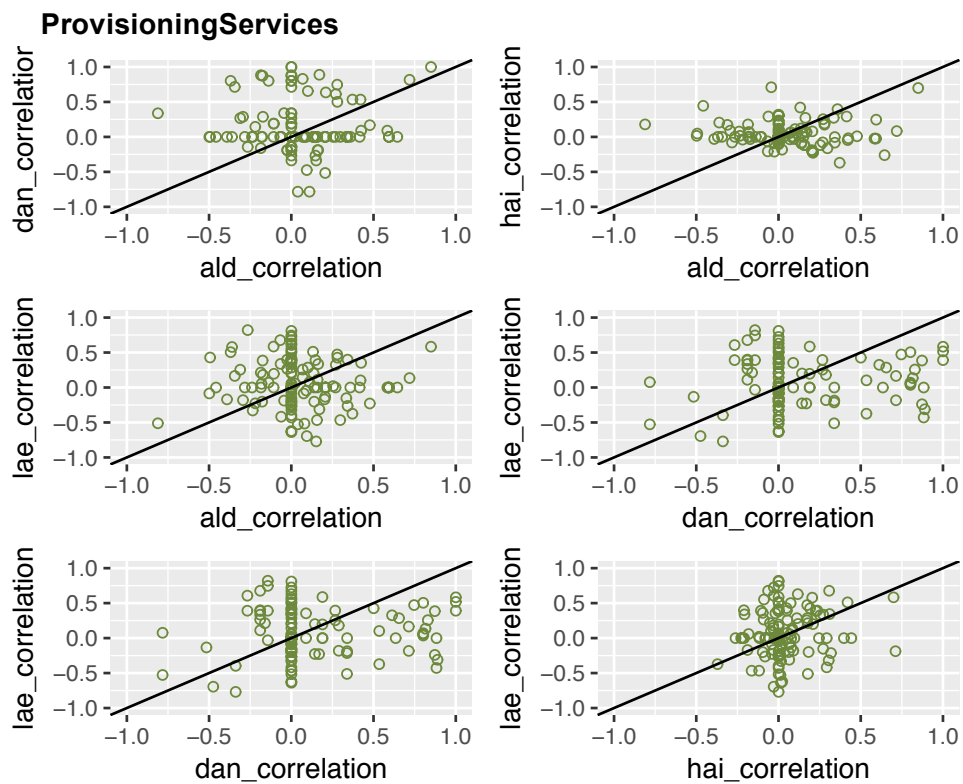 ProvisioningServices
dan_correlation
1.0
0.5
0.0
−0.5
−1.0
−1.0 −0.5 0.0 0.5 1.0
ald_correlation
hai_correlation
1.0
0.5
0.0
−0.5
−1.0
−1.0 −0.5 0.0 0.5 1.0
ald_correlation
lae_correlation
1.0
0.5
0.0
−0.5
−1.0
−1.0 −0.5 0.0 0.5 1.0
ald_correlation
lae_correlation
1.0
0.5
0.0
−0.5
−1.0
−1.0 −0.5 0.0 0.5 1.0
dan_correlation
lae_correlation
1.0
0.5
0.0
−0.5
−1.0
−1.0 −0.5 0.0 0.5 1.0
dan_correlation
lae_correlation
1.0
0.5
0.0
−0.5
−1.0
−1.0 −0.5 0.0 0.5 1.0
hai_correlation